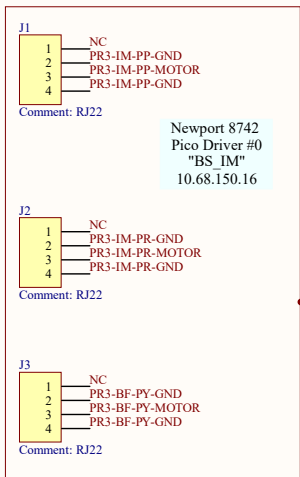 J1
1 NC
2 PR3-IM-PP-GND
3 PR3-IM-PP-MOTOR
4 PR3-IM-PP-GND
Comment: RJ22
Newport 8742
Pico Driver #0
"BS_IM"
10.68.150.16
J2
1 NC
2 PR3-IM-PR-GND
3 PR3-IM-PR-MOTOR
4 PR3-IM-PR-GND
Comment: RJ22
J3
1 NC
2 PR3-BF-PY-GND
3 PR3-BF-PY-MOTOR
4 PR3-BF-PY-GND
Comment: RJ22